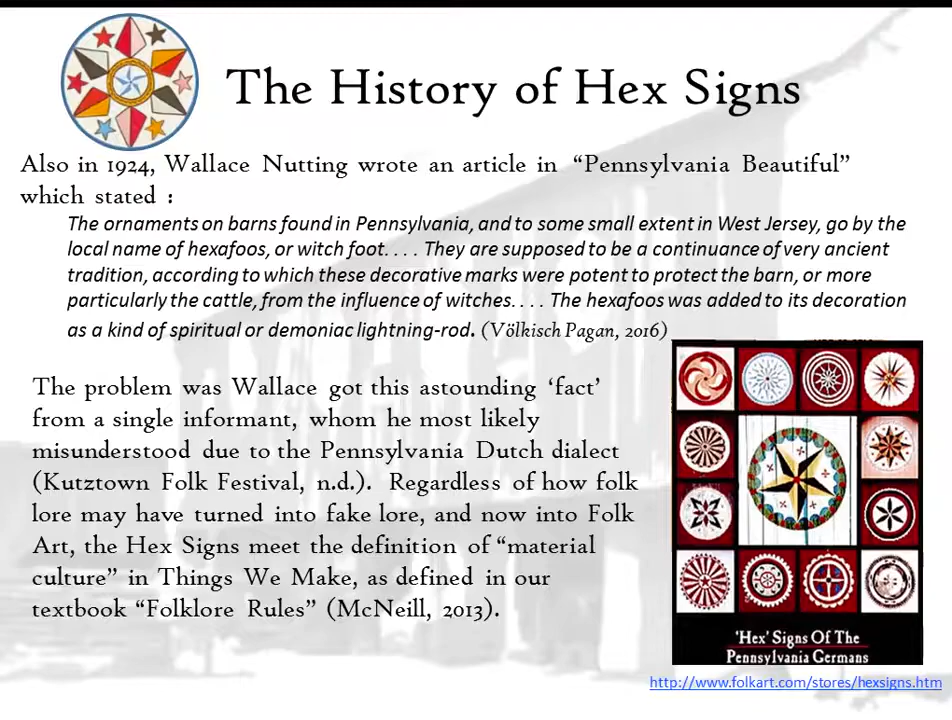 The History of Hex Signs
Also in 1924, Wallace Nutting wrote an article in “Pennsylvania Beautiful”
which stated :
The ornaments on barns found in Pennsylvania, and to some small extent in West Jersey, go by the
local name of hexafoos, or witch foot. . . . They are supposed to be a continuance of very ancient
tradition, according to which these decorative marks were potent to protect the barn, or more
particularly the cattle, from the influence of witches. . . . The hexafoos was added to its decoration
as a kind of spiritual or demoniac lightning-rod. (Völkisch Pagan, 2016)
The problem was Wallace got this astounding ‘fact’
from a single informant, whom he most likely
misunderstood due to the Pennsylvania Dutch dialect
(Kutztown Folk Festival, n.d.). Regardless of how folk
lore may have turned into fake lore, and now into Folk
Art, the Hex Signs meet the definition of “material
culture” in Things We Make, as defined in our
textbook “Folklore Rules” (McNeill, 2013).
'Hex' Signs Of The
Pennsylvania Germans
http://www.folkart.com/stores/hexsigns.htm